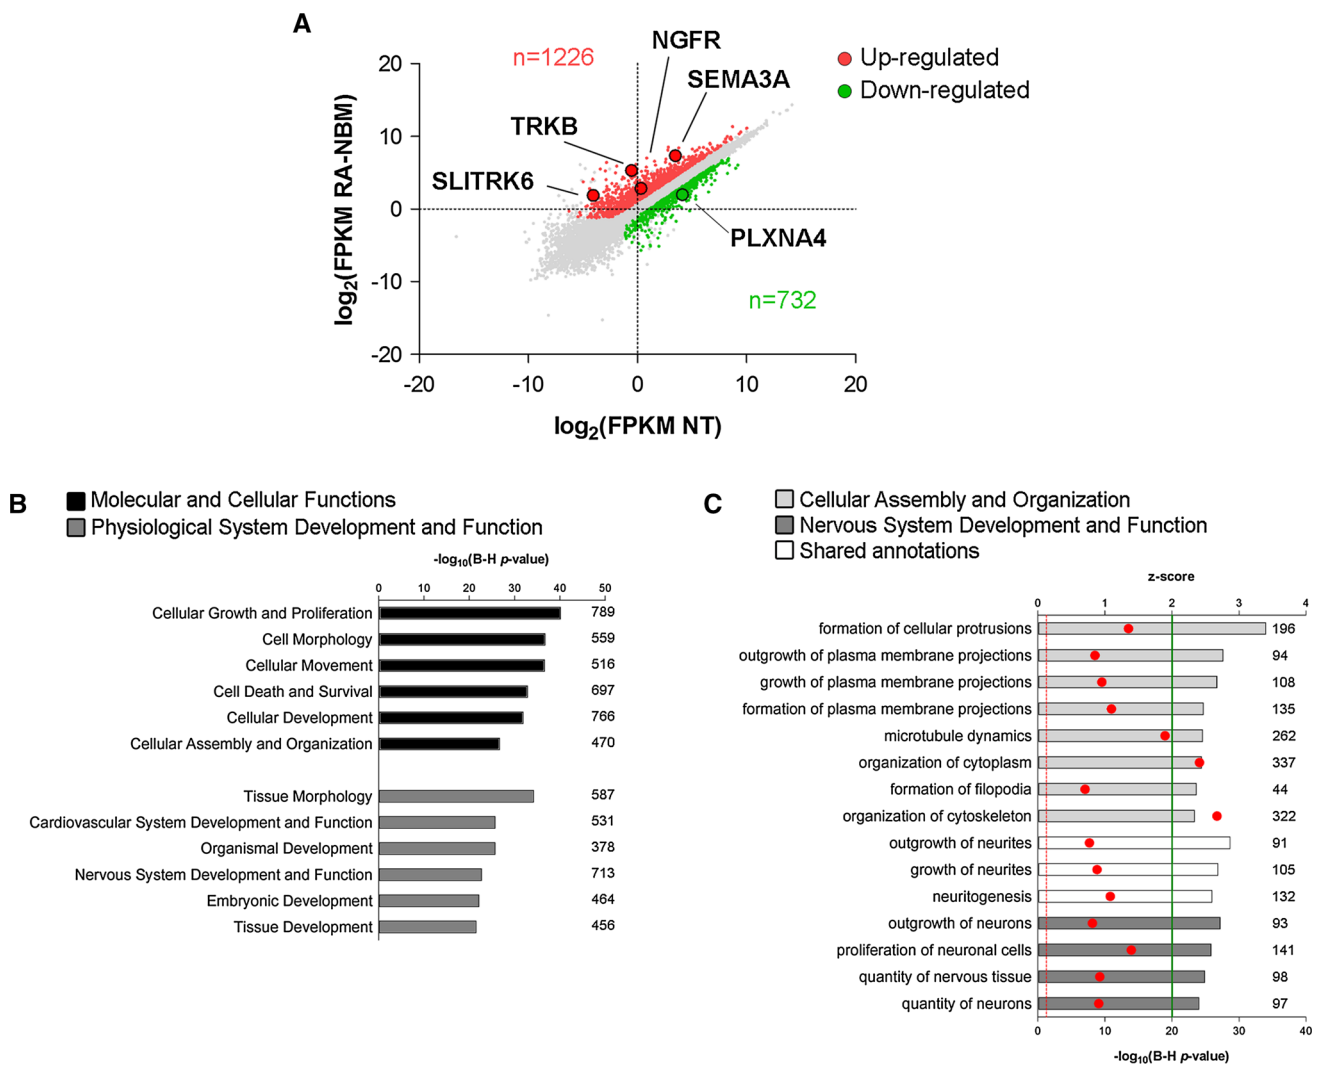 A
NGFR
n=1226
Up-regulated
SEMA3A
Down-regulated
TRKB
SLITRK6
PLXNA4
n=732
log2(FPKM RA-NBM)
20
10
0
-10
-20
-20
-10
0
10
20
log2(FPKM NT)
B
Molecular and Cellular Functions
Physiological System Development and Function
-log10(B-H p-value)
0 10 20 30 40 50
Cellular Growth and Proliferation 789
Cell Morphology 559
Cellular Movement 516
Cell Death and Survival 697
Cellular Development 766
Cellular Assembly and Organization 470
Tissue Morphology 587
Cardiovascular System Development and Function 531
Organismal Development 378
Nervous System Development and Function 713
Embryonic Development 464
Tissue Development 456
C
Cellular Assembly and Organization
Nervous System Development and Function
Shared annotations
z-score
0 1 2 3 4
formation of cellular protrusions 196
outgrowth of plasma membrane projections 94
growth of plasma membrane projections 108
formation of plasma membrane projections 135
microtubule dynamics 262
organization of cytoplasm 337
formation of filopodia 44
organization of cytoskeleton 322
outgrowth of neurites 91
growth of neurites 105
neuritogenesis 132
outgrowth of neurons 93
proliferation of neuronal cells 141
quantity of nervous tissue 98
quantity of neurons 97
0 10 20 30 40
-log10(B-H p-value)